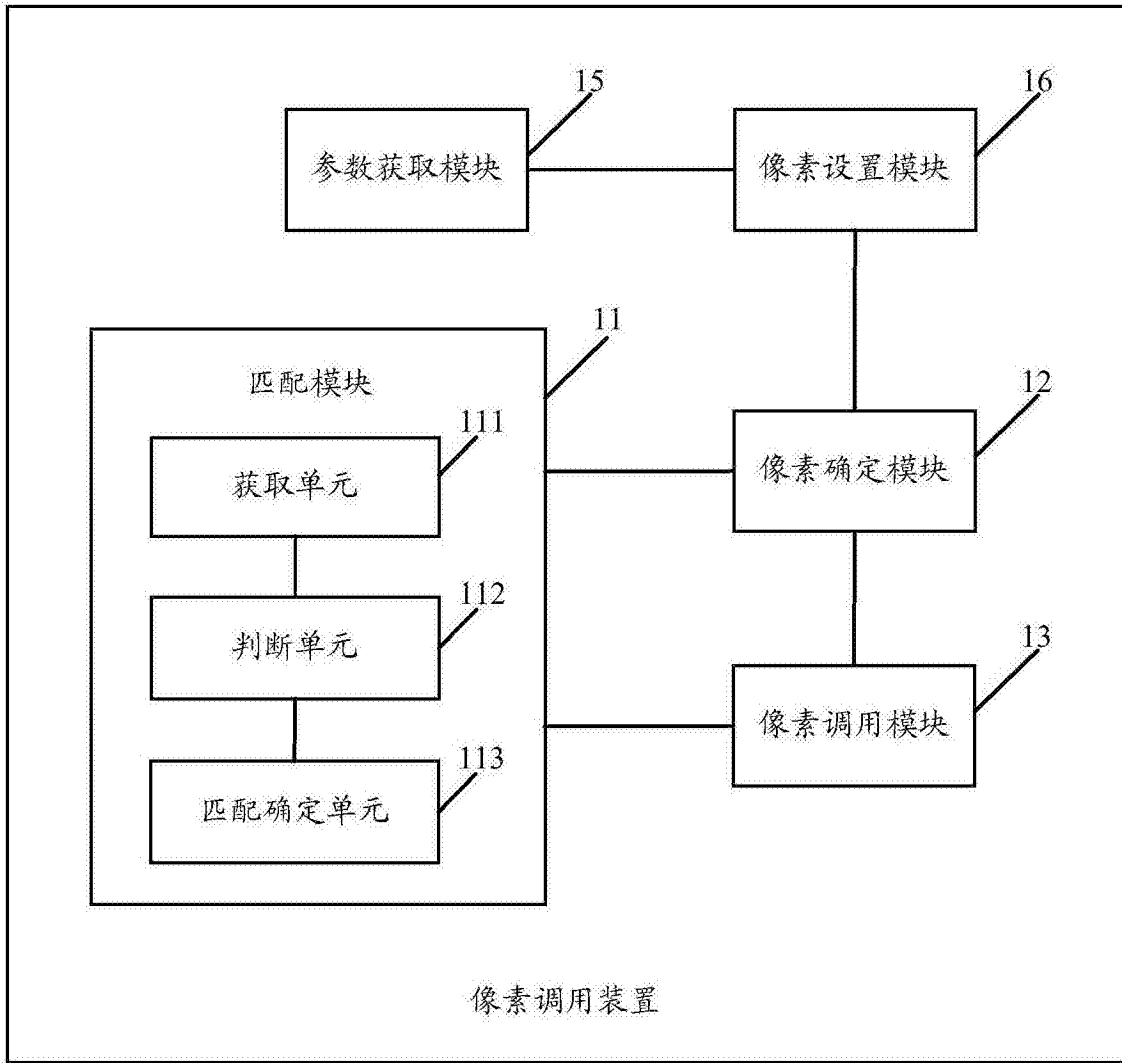 15
16
参数获取模块
像素设置模块
11
匹配模块
12
111
获取单元
像素确定模块
112
判断单元
13
像素调用模块
113
匹配确定单元
像素调用装置